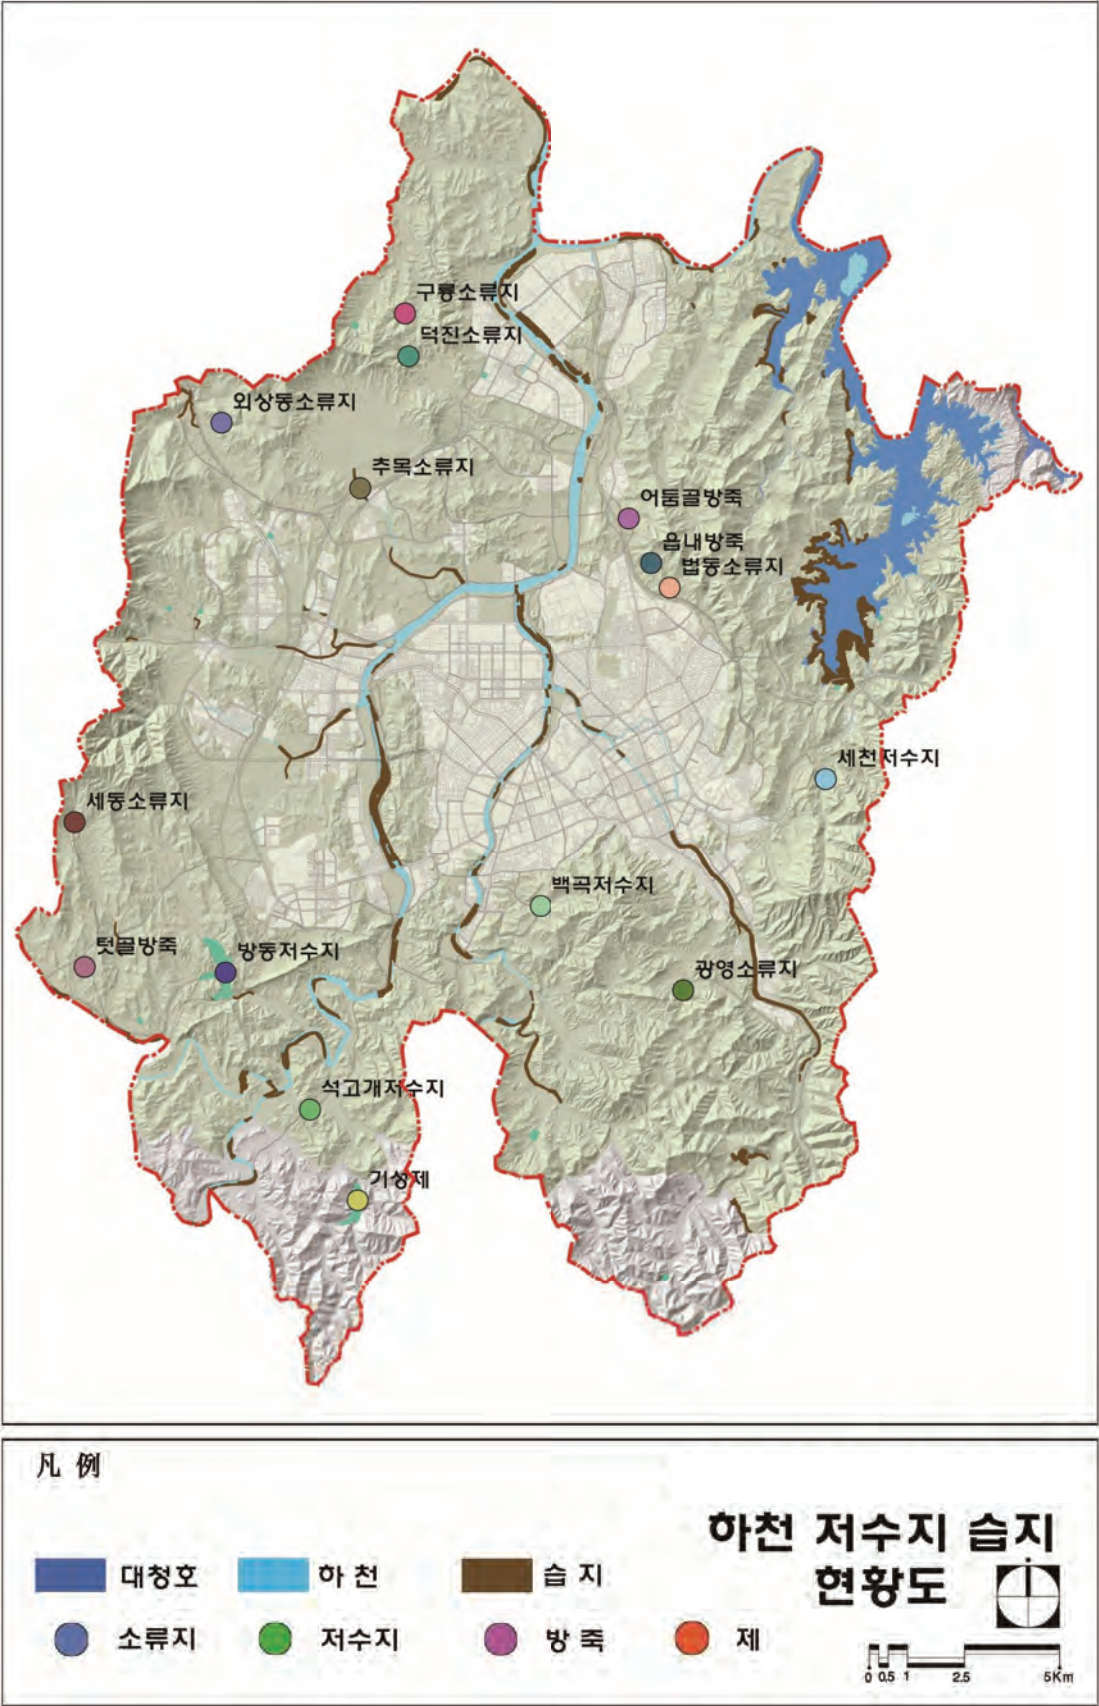 구룡소류지
덕진소류지
외상동소류지
추목소류지
어둠골방죽
읍내방죽
법동소류지
세천저수지
세동소류지
백곡저수지
텃골방죽
방동저수지
광영소류지
석고개저수지
기성제
凡 例
하천 저수지 습지
현황도
대청호
하 천
습 지
소류지
저수지
방 죽
제
0 0.5 1 2.5 5Km